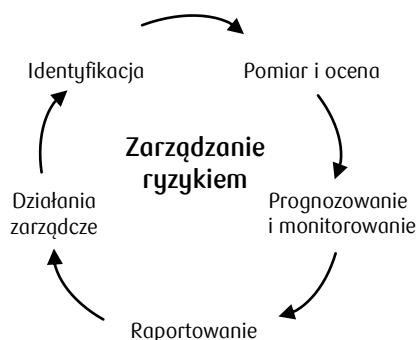 Identyfikacja
Pomiar i ocena
Zarządzanie
ryzykiem
Działania
zarządcze
Prognozowanie
i monitorowanie
Raportowanie